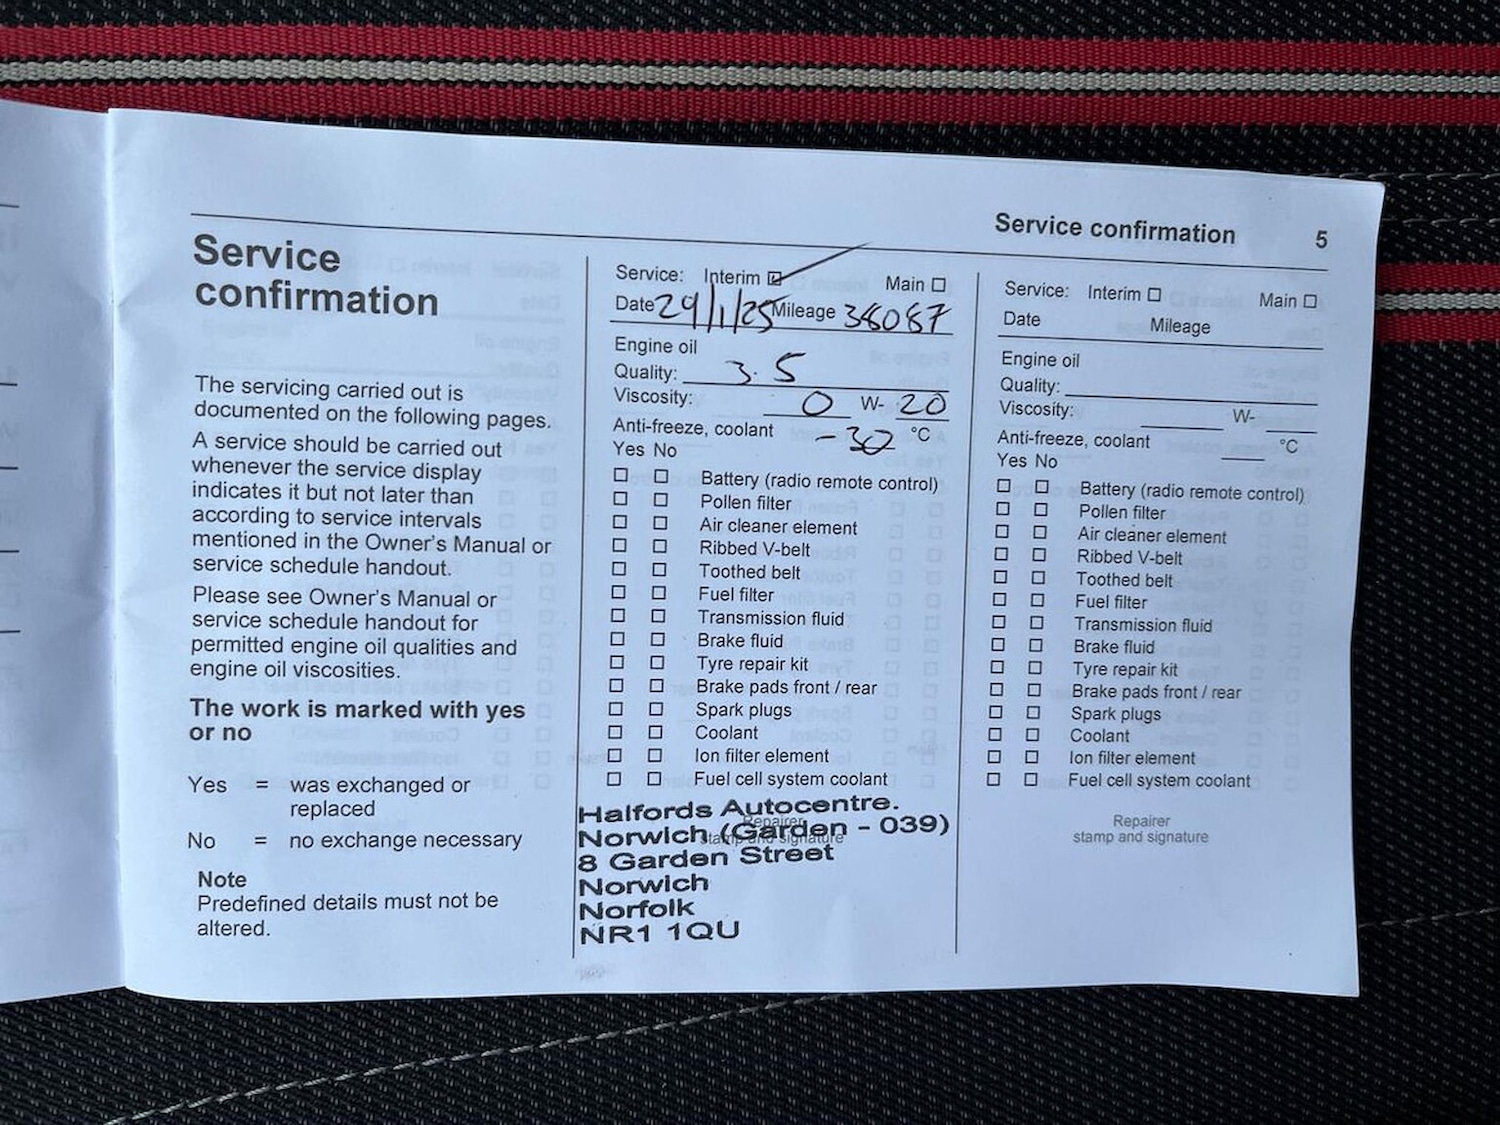 Service confirmation 5
Service
confirmation
The servicing carried out is
documented on the following pages.
A service should be carried out
whenever the service display
indicates it but not later than
according to service intervals
mentioned in the Owner's Manual or
service schedule handout.
Please see Owner's Manual or
service schedule handout for
permitted engine oil qualities and
engine oil viscosities.
The work is marked with yes
or no
Yes = was exchanged or
replaced
No = no exchange necessary
Note
Predefined details must not be
altered.
Service: Interim Main
Date 29/1/25 Mileage 38087
Engine oil
Quality: 3.5
Viscosity: 0 W- 20
Anti-freeze, coolant -30 °C
Yes No
Battery (radio remote control)
Pollen filter
Air cleaner element
Ribbed V-belt
Toothed belt
Fuel filter
Transmission fluid
Brake fluid
Tyre repair kit
Brake pads front / rear
Spark plugs
Coolant
Ion filter element
Fuel cell system coolant
Repairer
stamp and signature
Halfords Autocentre.
Norwich (Garden - 039)
8 Garden Street
Norwich
Norfolk
NR1 1QU
Service: Interim Main
Date Mileage
Engine oil
Quality:
Viscosity: W-
Anti-freeze, coolant °C
Yes No
Battery (radio remote control)
Pollen filter
Air cleaner element
Ribbed V-belt
Toothed belt
Fuel filter
Transmission fluid
Brake fluid
Tyre repair kit
Brake pads front / rear
Spark plugs
Coolant
Ion filter element
Fuel cell system coolant
Repairer
stamp and signature